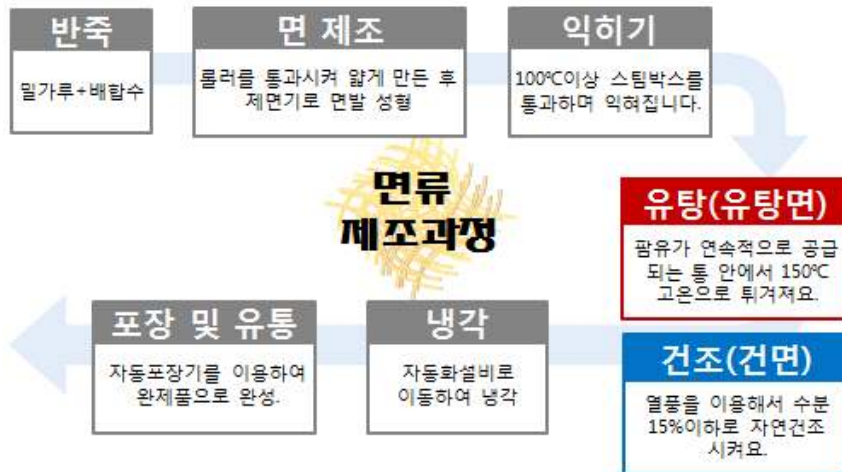 반죽
밀가루+배합수
면 제조
롤러를 통과시켜 얇게 만든 후
제면기로 면발 성형
익히기
100℃이상 스팀박스를
통과하며 익혀집니다.
면류
제조과정
유탕(유탕면)
팜유가 연속적으로 공급
되는 통 안에서 150℃
고온으로 튀겨져요.
건조(건면)
열풍을 이용해서 수분
15%이하로 자연건조
시켜요.
냉각
자동화설비로
이동하여 냉각
포장 및 유통
자동포장기를 이용하여
완제품으로 완성.